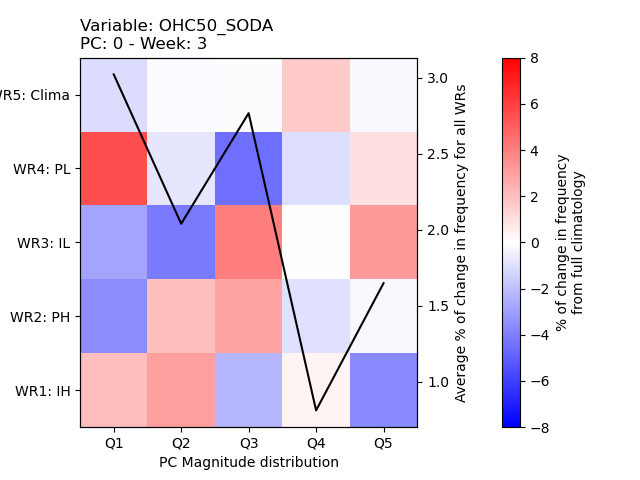 Variable: OHC50_SODA
PC: 0 - Week: 3
WR5: Clima
WR4: PL
WR3: IL
WR2: PH
WR1: IH
Q1 Q2 Q3 Q4 Q5
PC Magnitude distribution
3.0
2.5
2.0
1.5
1.0
Average % of change in frequency for all WRs
8
6
4
2
0
−2
−4
−6
−8
% of change in frequency
from full climatology